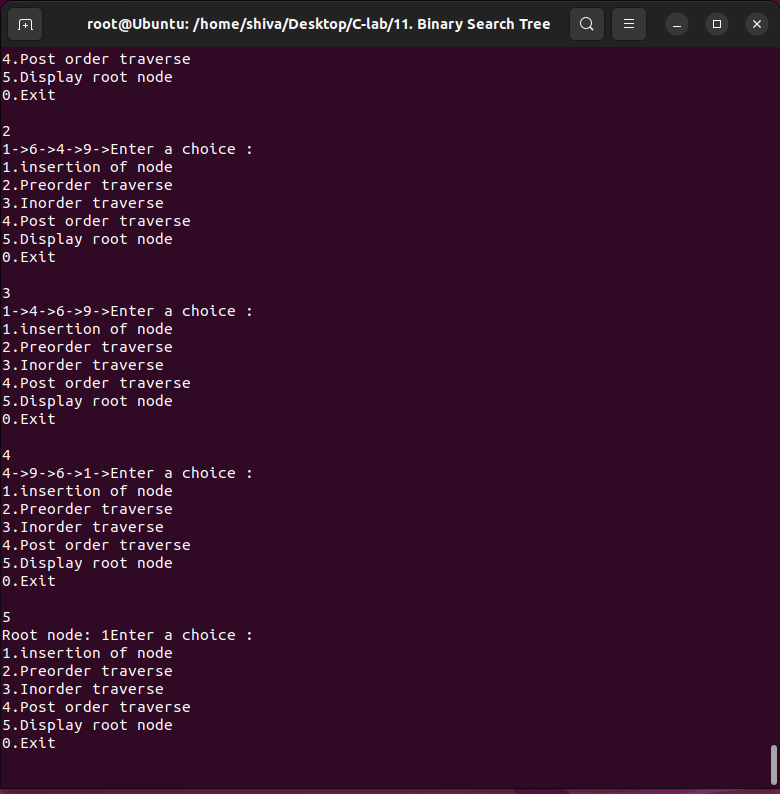 root@Ubuntu: /home/shiva/Desktop/C-lab/11. Binary Search Tree
4.Post order traverse
5.Display root node
0.Exit
2
1->6->4->9->Enter a choice :
1.insertion of node
2.Preorder traverse
3.Inorder traverse
4.Post order traverse
5.Display root node
0.Exit
3
1->4->6->9->Enter a choice :
1.insertion of node
2.Preorder traverse
3.Inorder traverse
4.Post order traverse
5.Display root node
0.Exit
4
4->9->6->1->Enter a choice :
1.insertion of node
2.Preorder traverse
3.Inorder traverse
4.Post order traverse
5.Display root node
0.Exit
5
Root node: 1Enter a choice :
1.insertion of node
2.Preorder traverse
3.Inorder traverse
4.Post order traverse
5.Display root node
0.Exit